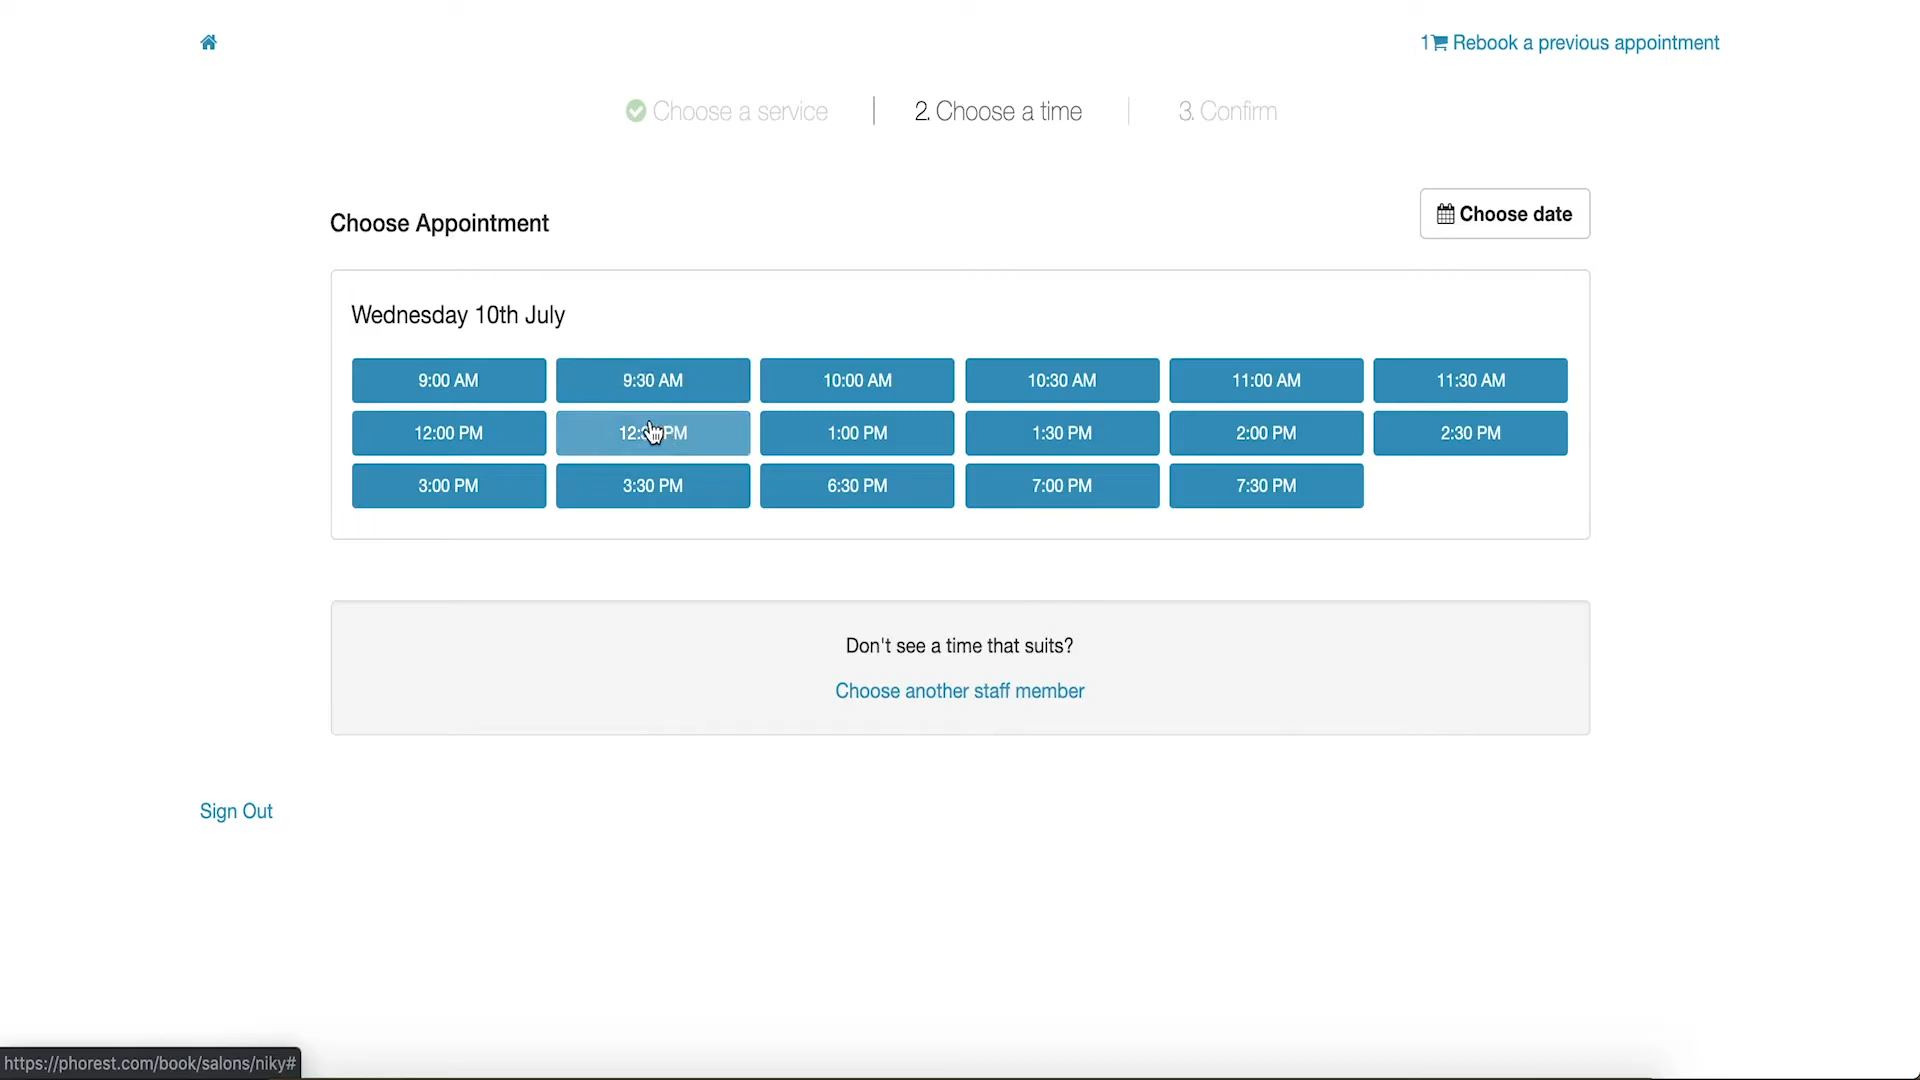 1 Rebook a previous appointment
Choose a service
2. Choose a time
3. Confirm
Choose Appointment
Choose date
Wednesday 10th July
9:00 AM 9:30 AM 10:00 AM 10:30 AM 11:00 AM 11:30 AM
12:00 PM PM 1:00 PM 1:30 PM 2:00 PM 2:30 PM
3:00 PM 3:30 PM 6:30 PM 7:00 PM 7:30 PM
Don't see a time that suits?
Choose another staff member
Sign Out
https://phorest.com/book/salons/niky#